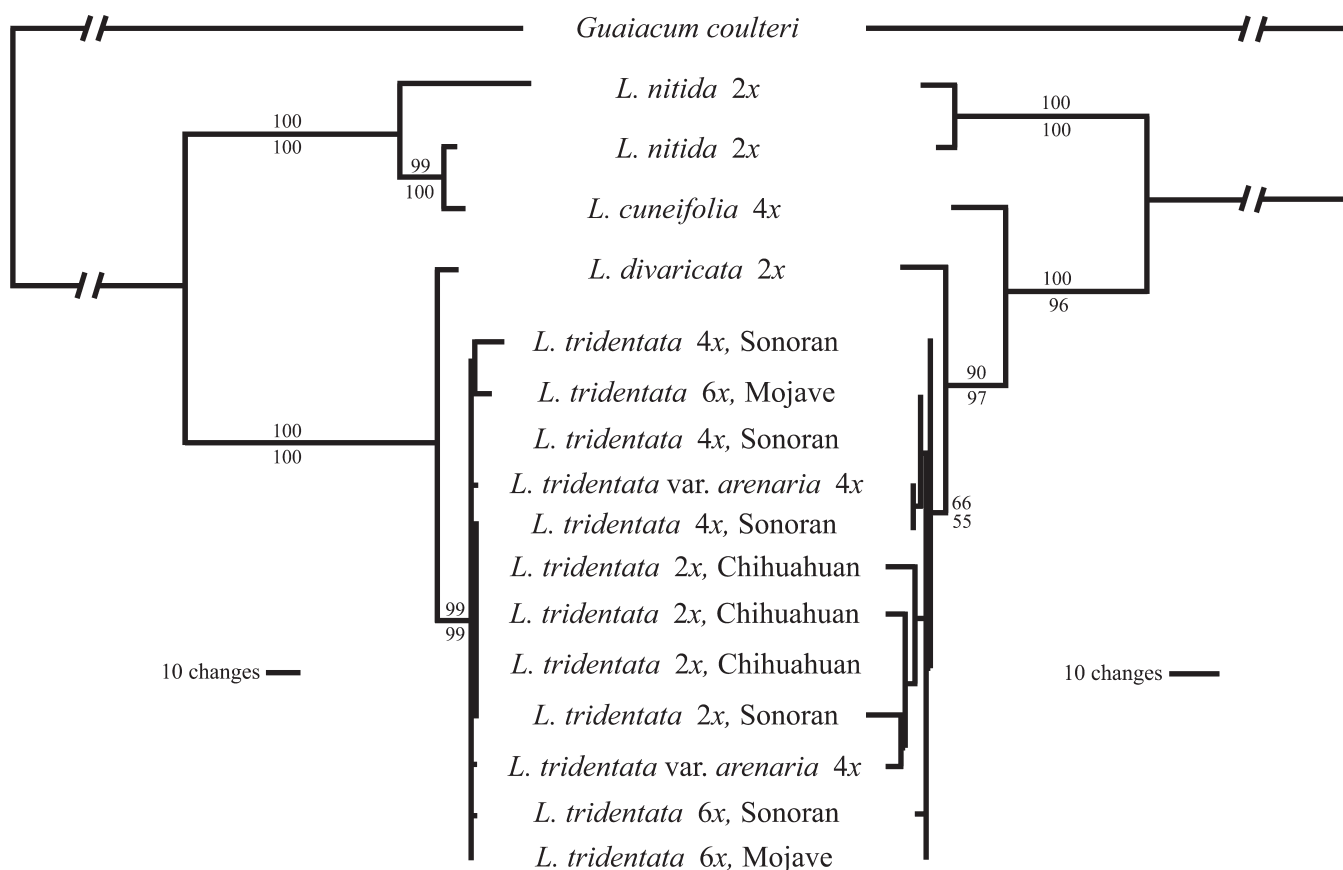 Guaiacum coulteri
L. nitida 2x
100
100
100
100
L. nitida 2x
99
100
L. cuneifolia 4x
L. divaricata 2x
100
96
L. tridentata 4x, Sonoran
L. tridentata 6x, Mojave
90
97
100
100
L. tridentata 4x, Sonoran
L. tridentata var. arenaria 4x
66
55
L. tridentata 4x, Sonoran
L. tridentata 2x, Chihuahuan
L. tridentata 2x, Chihuahuan
99
99
L. tridentata 2x, Chihuahuan
10 changes
10 changes
L. tridentata 2x, Sonoran
L. tridentata var. arenaria 4x
L. tridentata 6x, Sonoran
L. tridentata 6x, Mojave